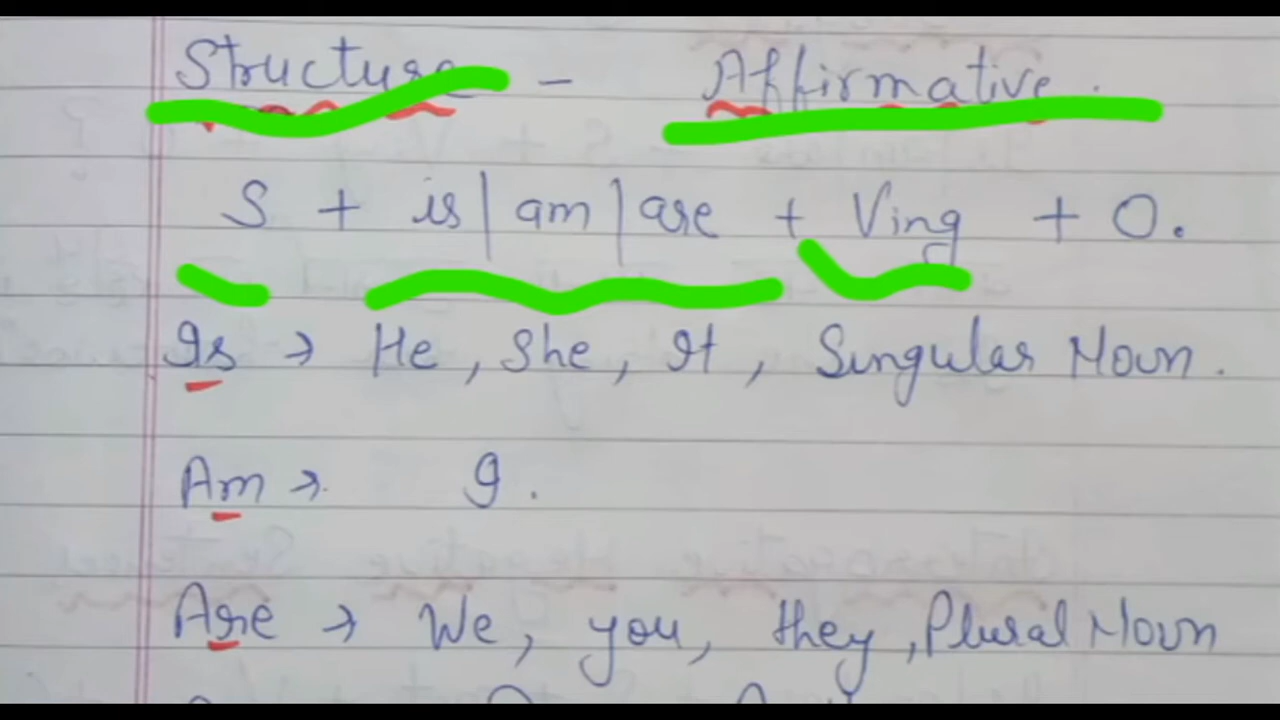 Structure - Affirmative.
S + is | am | are + Ving + O.
Is → He, She, It, Singular Noun.
Am → I.
Are → We, you, they, Plural Noun